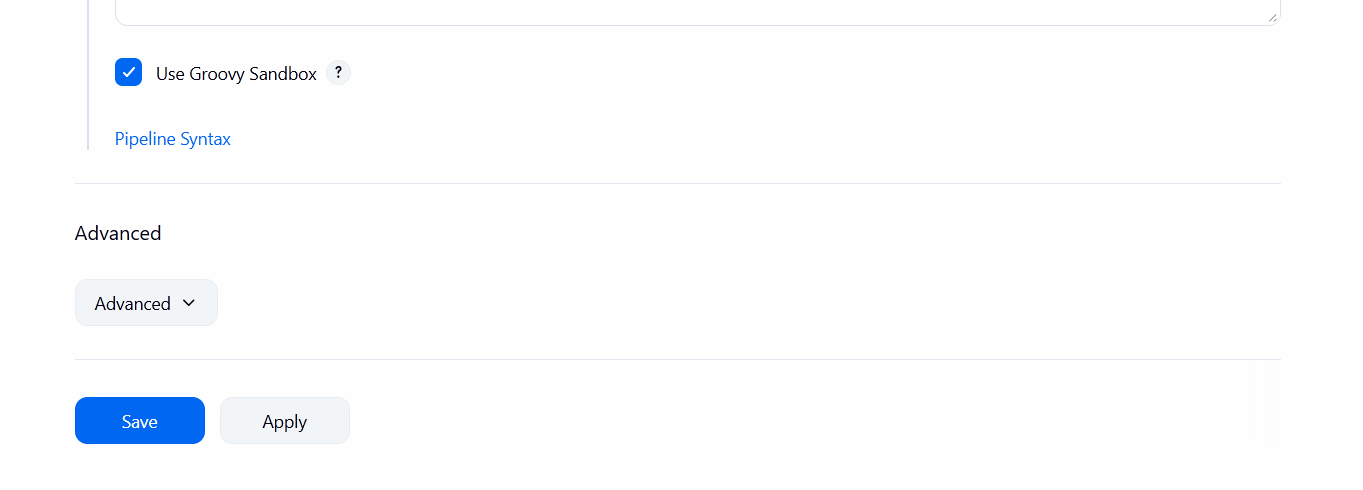 Use Groovy Sandbox ?
Pipeline Syntax
Advanced
Advanced
Save Apply